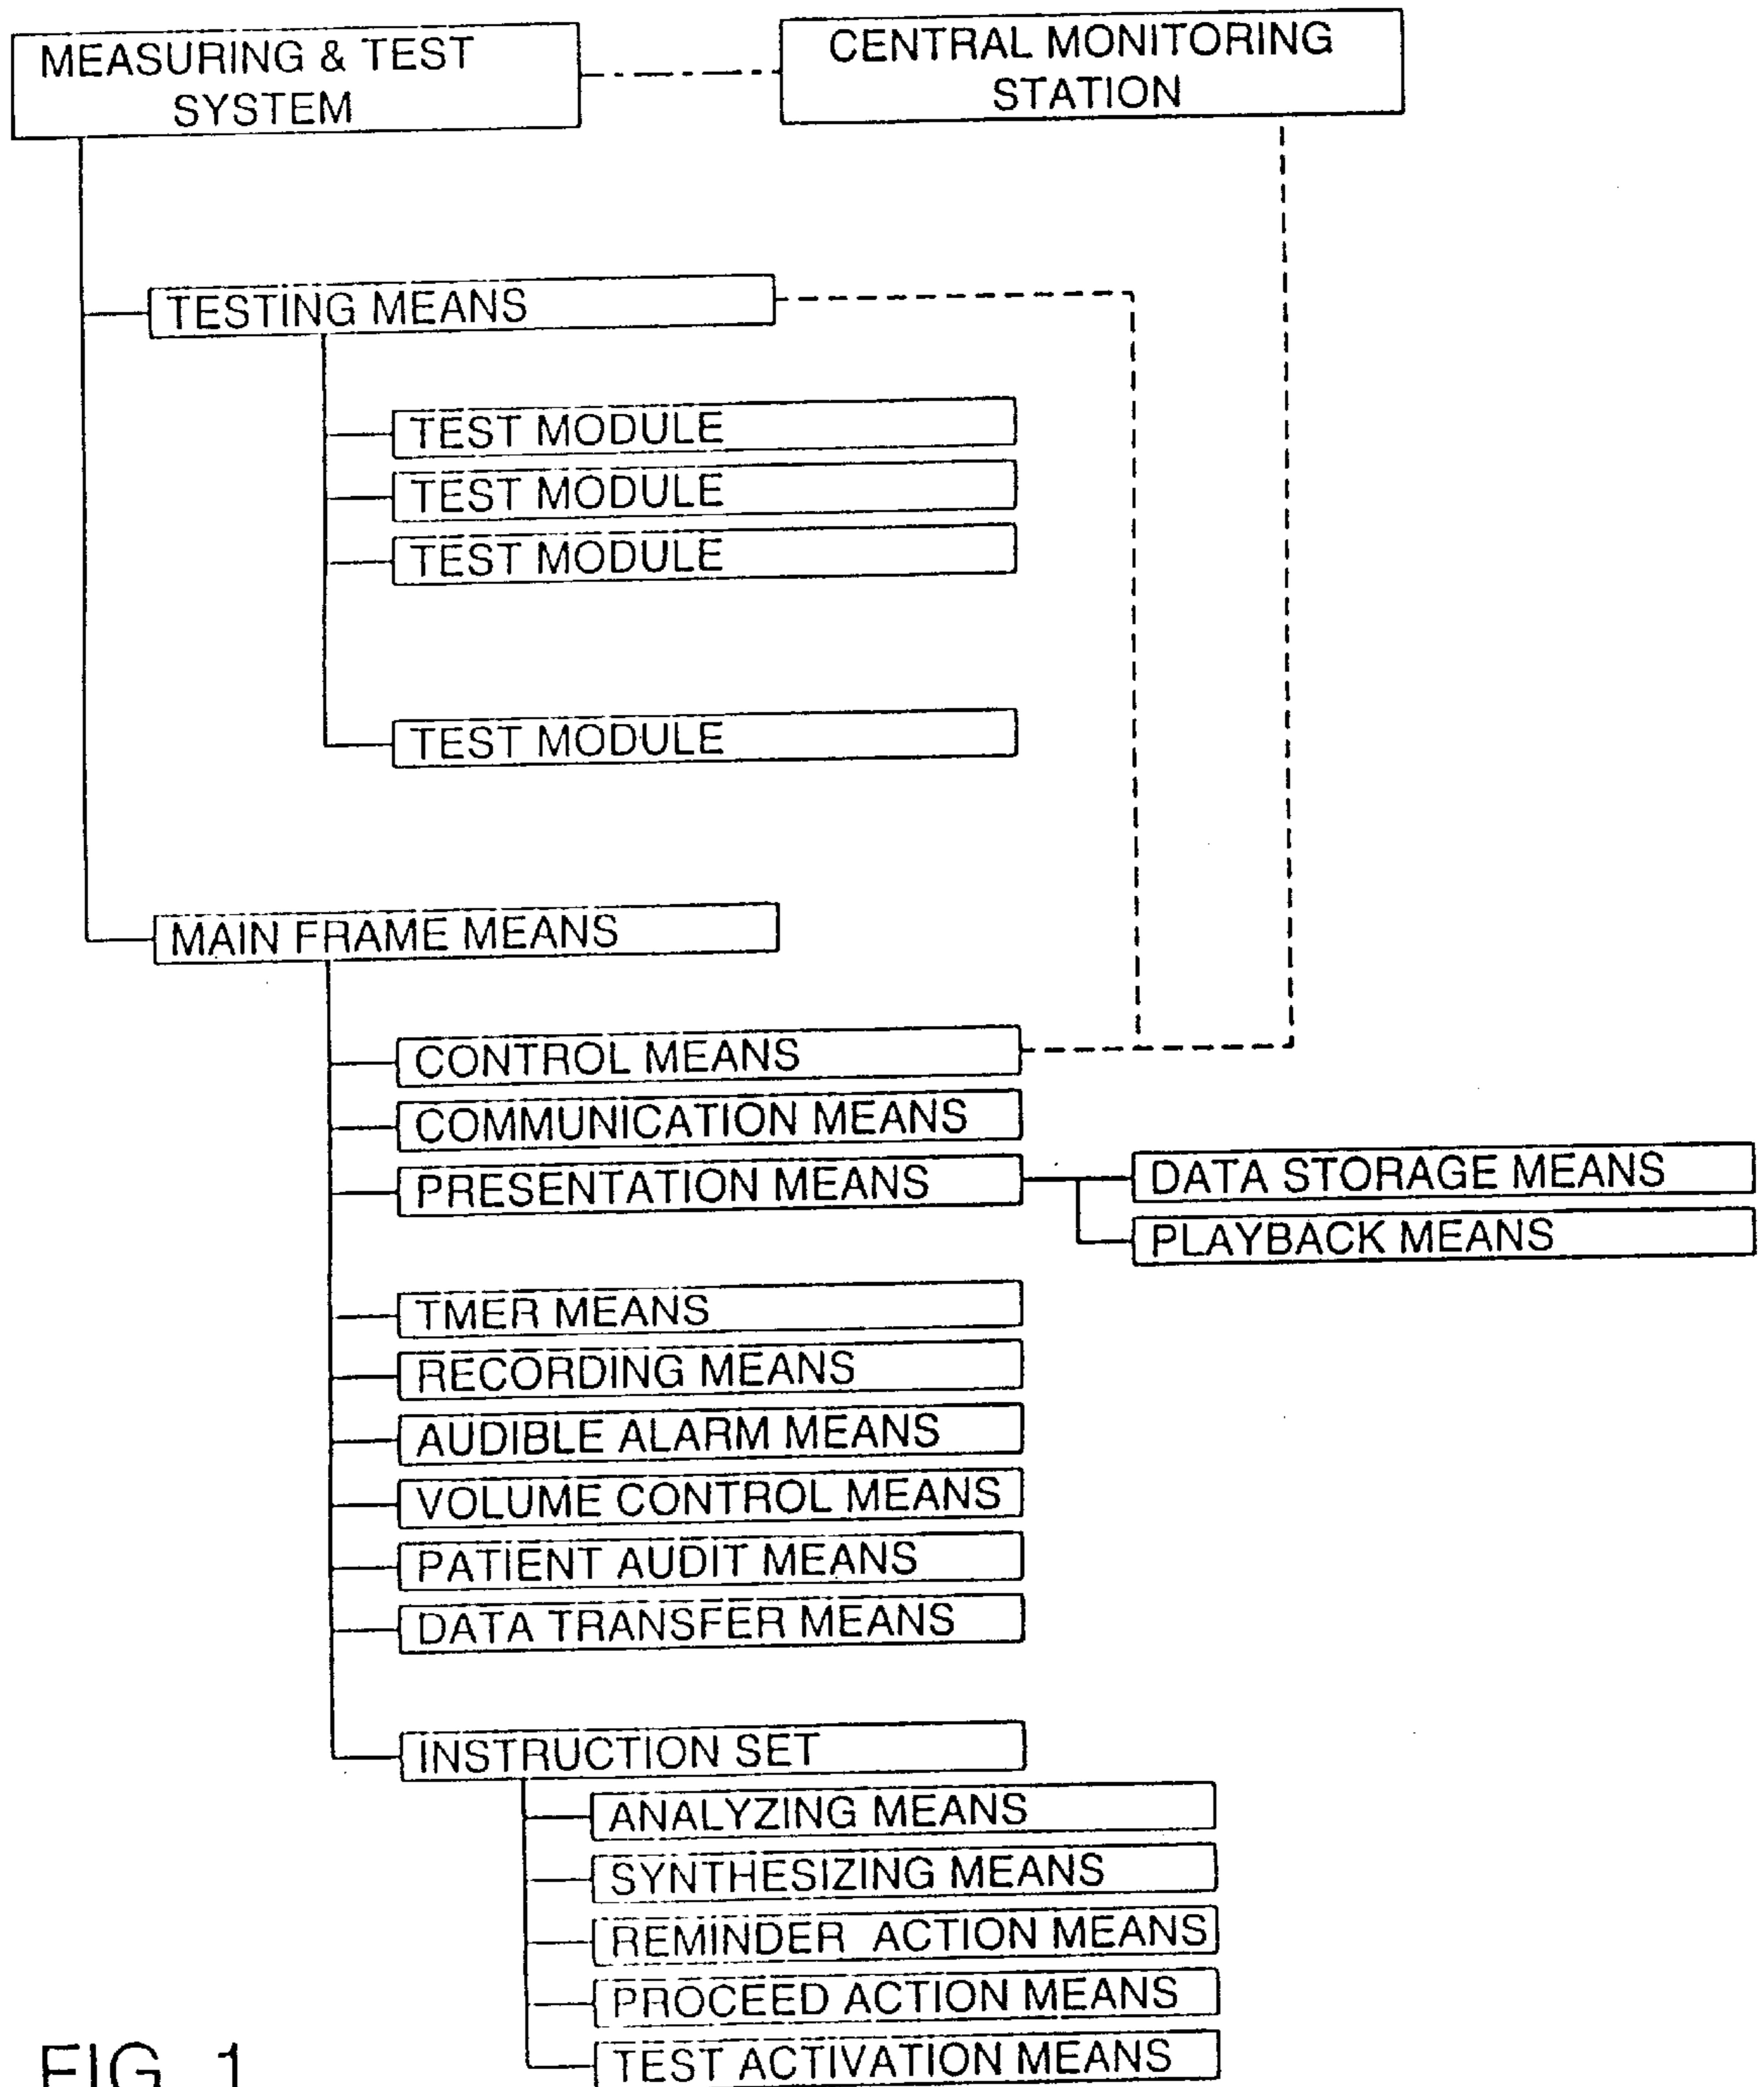 MEASURING & TEST
SYSTEM
CENTRAL MONITORING
STATION
TESTING MEANS
TEST MODULE
TEST MODULE
TEST MODULE
TEST MODULE
MAIN FRAME MEANS
CONTROL MEANS
COMMUNICATION MEANS
PRESENTATION MEANS
DATA STORAGE MEANS
PLAYBACK MEANS
TMER MEANS
RECORDING MEANS
AUDIBLE ALARM MEANS
VOLUME CONTROL MEANS
PATIENT AUDIT MEANS
DATA TRANSFER MEANS
INSTRUCTION SET
ANALYZING MEANS
SYNTHESIZING MEANS
REMINDER ACTION MEANS
PROCEED ACTION MEANS
TEST ACTIVATION MEANS
FIG. 1